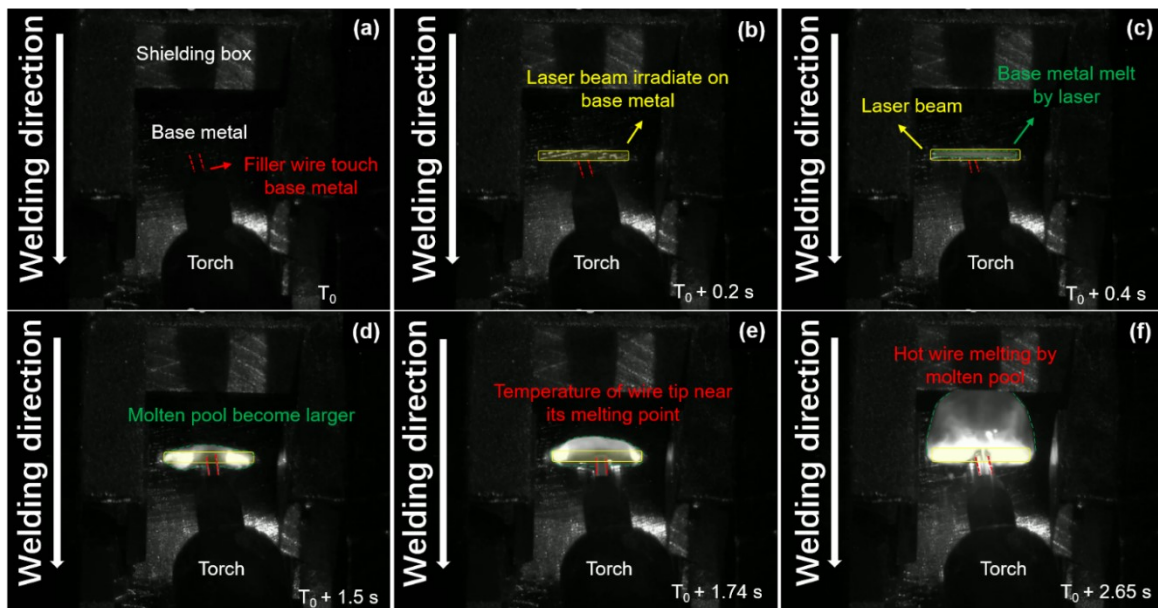 Welding direction
(a)
Shielding box
Base metal
Filler wire touch
base metal
Torch
T₀
Welding direction
(b)
Laser beam irradiate on
base metal
Torch
T₀ + 0.2 s
Welding direction
(c)
Base metal melt
by laser
Laser beam
Torch
T₀ + 0.4 s
Welding direction
(d)
Molten pool become larger
Torch
T₀ + 1.5 s
Welding direction
(e)
Temperature of wire tip near
its melting point
Torch
T₀ + 1.74 s
Welding direction
(f)
Hot wire melting by
molten pool
Torch
T₀ + 2.65 s